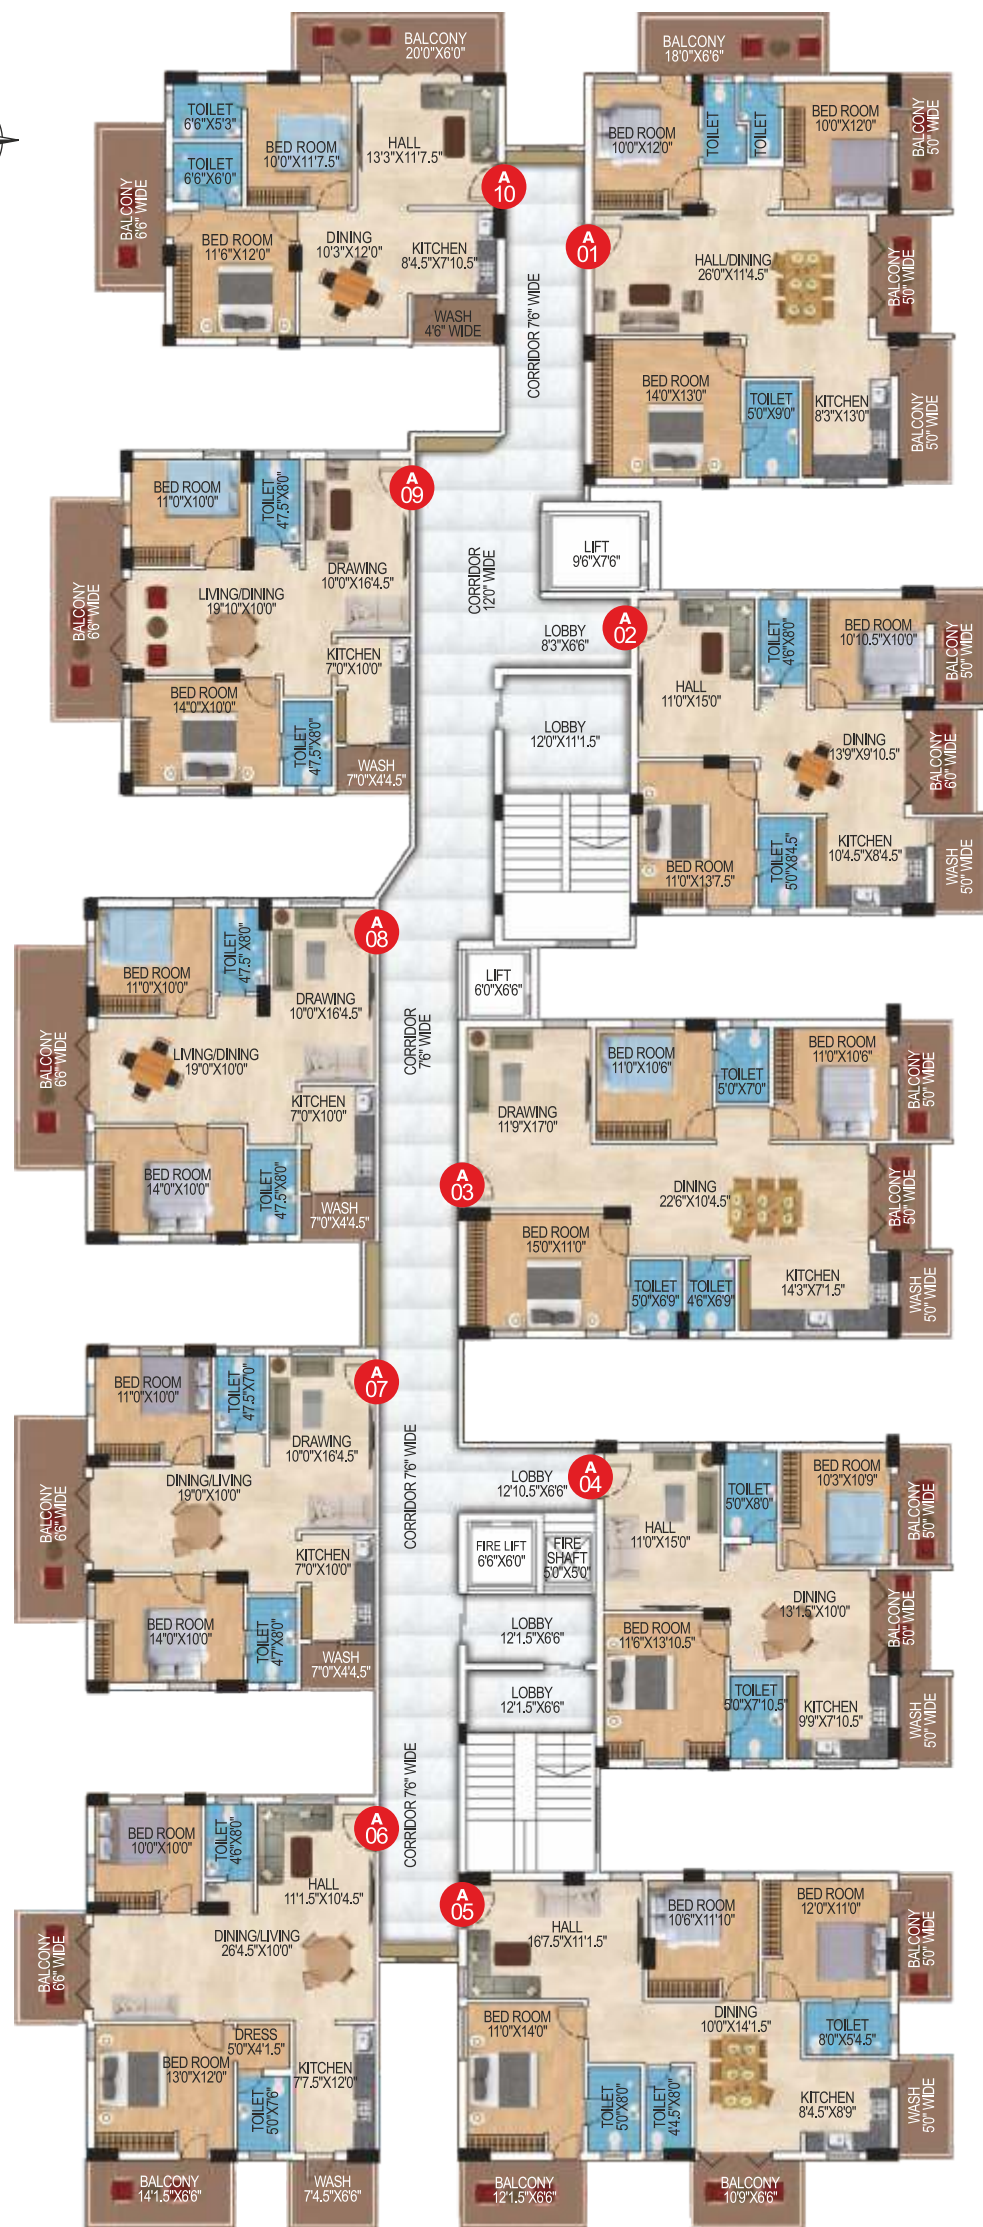 BALCONY
20'0"X6'0"
TOILET
6'6"X5'3"
TOILET
6'6"X6'0"
BED ROOM
10'0"X11'7.5"
HALL
13'3"X11'7.5"
BALCONY
6'6" WIDE
BED ROOM
11'6"X12'0"
DINING
10'3"X12'0"
KITCHEN
8'4.5"X7'10.5"
WASH
4'6" WIDE
A
10
BALCONY
18'0"X6'6"
BED ROOM
10'0"X12'0"
TOILET
TOILET
BED ROOM
10'0"X12'0"
BALCONY
5'0" WIDE
A
01
HALL/DINING
26'0"X11'4.5"
BALCONY
5'0" WIDE
BED ROOM
14'0"X13'0"
TOILET
5'0"X9'0"
KITCHEN
8'3"X13'0"
BALCONY
5'0" WIDE
CORRIDOR 7'6" WIDE
A
09
BED ROOM
11'0"X10'0"
TOILET
4'7.5"X8'0"
DRAWING
10'0"X16'4.5"
BALCONY
6'6" WIDE
LIVING/DINING
19'10"X10'0"
KITCHEN
7'0"X10'0"
BED ROOM
14'0"X10'0"
TOILET
4'7.5"X8'0"
WASH
7'0"X4'4.5"
CORRIDOR
12'0" WIDE
LIFT
9'6"X7'6"
LOBBY
8'3"X6'6"
LOBBY
12'0"X11'1.5"
A
02
HALL
11'0"X15'0"
TOILET
4'6"X8'0"
BED ROOM
10'10.5"X10'0"
BALCONY
5'0" WIDE
DINING
13'9"X9'10.5"
BALCONY
6'0" WIDE
BED ROOM
11'0"X13'7.5"
TOILET
5'0"X8'4.5"
KITCHEN
10'4.5"X8'4.5"
WASH
5'0" WIDE
A
08
BED ROOM
11'0"X10'0"
TOILET
4'7.5"X8'0"
DRAWING
10'0"X16'4.5"
BALCONY
6'6" WIDE
LIVING/DINING
19'0"X10'0"
KITCHEN
7'0"X10'0"
BED ROOM
14'0"X10'0"
TOILET
4'7.5"X8'0"
WASH
7'0"X4'4.5"
CORRIDOR
7'6" WIDE
LIFT
6'0"X6'6"
A
03
DRAWING
11'9"X17'0"
BED ROOM
11'0"X10'6"
TOILET
5'0"X7'0"
BED ROOM
11'0"X10'6"
BALCONY
5'0" WIDE
DINING
22'6"X10'4.5"
BALCONY
5'0" WIDE
BED ROOM
15'0"X11'0"
TOILET
5'0"X6'9"
TOILET
4'6"X6'9"
KITCHEN
14'3"X7'1.5"
WASH
5'0" WIDE
A
07
BED ROOM
11'0"X10'0"
TOILET
4'7.5"X7'0"
DRAWING
10'0"X16'4.5"
BALCONY
6'6" WIDE
DINING/LIVING
19'0"X10'0"
KITCHEN
7'0"X10'0"
BED ROOM
14'0"X10'0"
TOILET
4'7"X8'0"
WASH
7'0"X4'4.5"
CORRIDOR 7'6" WIDE
LOBBY
12'10.5"X6'6"
FIRE LIFT
6'6"X6'0"
FIRE
SHAFT
5'0"X5'0"
LOBBY
12'1.5"X6'6"
LOBBY
12'1.5"X6'6"
A
04
HALL
11'0"X15'0"
TOILET
5'0"X8'0"
BED ROOM
10'3"X10'9"
BALCONY
5'0" WIDE
DINING
13'1.5"X10'0"
BALCONY
5'0" WIDE
BED ROOM
11'6"X13'10.5"
TOILET
5'0"X7'10.5"
KITCHEN
9'9"X7'10.5"
WASH
5'0" WIDE
CORRIDOR 7'6" WIDE
A
06
BED ROOM
10'0"X10'0"
TOILET
4'6"X8'0"
HALL
11'1.5"X10'4.5"
BALCONY
6'6" WIDE
DINING/LIVING
26'4.5"X10'0"
DRESS
5'0"X4'1.5"
BED ROOM
13'0"X12'0"
TOILET
5'0"X7'6"
KITCHEN
7'7.5"X12'0"
BALCONY
14'1.5"X6'6"
WASH
7'4.5"X6'6"
A
05
HALL
16'7.5"X11'1.5"
BED ROOM
10'6"X11'10"
BED ROOM
12'0"X11'0"
BALCONY
5'0" WIDE
BED ROOM
11'0"X14'0"
DINING
10'0"X14'1.5"
TOILET
8'0"X5'4.5"
TOILET
5'0"X8'0"
TOILET
4'4.5"X8'0"
KITCHEN
8'4.5"X8'9"
WASH
5'0" WIDE
BALCONY
12'1.5"X6'6"
BALCONY
10'9"X6'6"